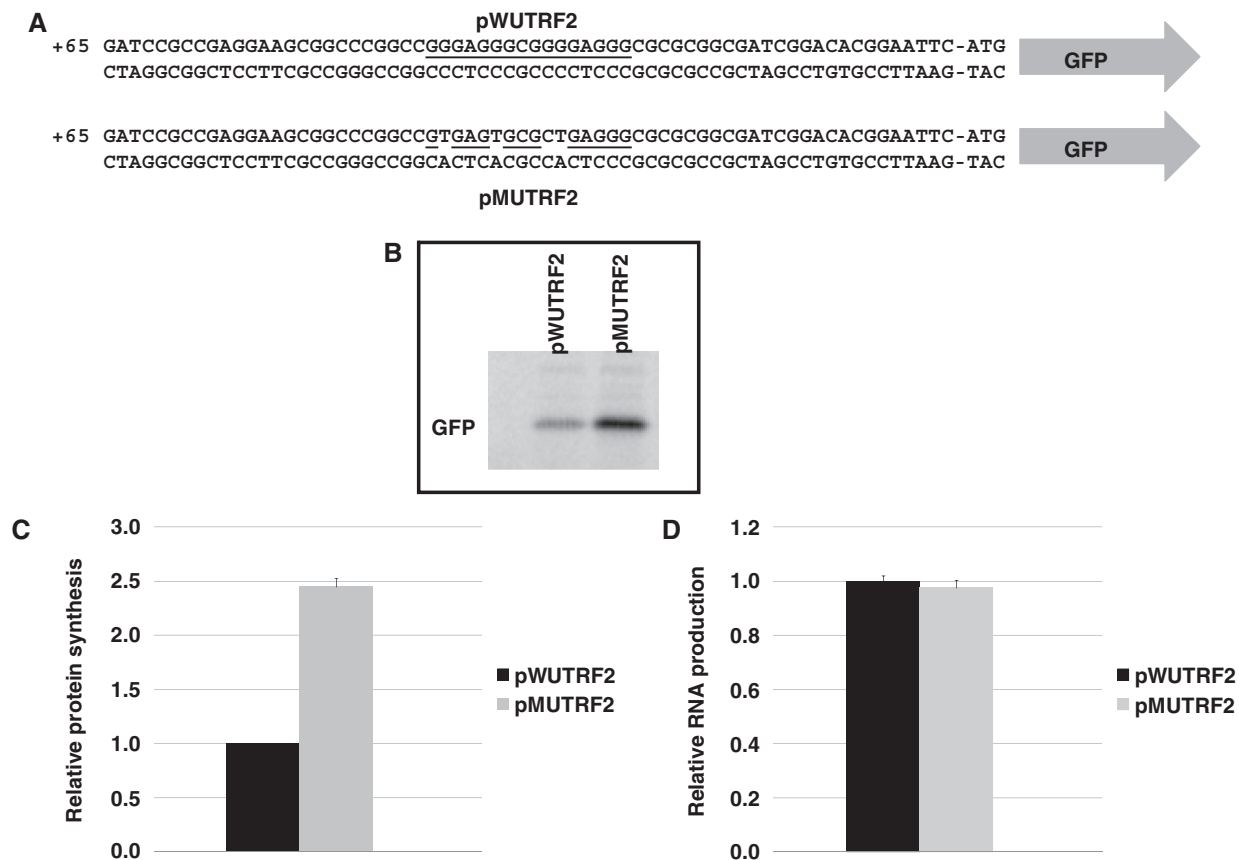 A
pWUTRF2
+65 GATCCGCCGAGGAAGCGGCCCGGCCGGGAGGGCGGGGAGGGCGCGCGGCGATCGGACACGGAATTC-ATG
CTAGGCGGCTCCTTCGCCGGGCCGGCCCTCCCGCCCCTCCCGCGCGCCGCTAGCCTGTGCCTTAAG-TAC
GFP
+65 GATCCGCCGAGGAAGCGGCCCGGCCGTGAGTGCGCTGAGGGCGCGCGGCGATCGGACACGGAATTC-ATG
CTAGGCGGCTCCTTCGCCGGGCCGGCACTCACGCCACTCCCGCGCGCCGCTAGCCTGTGCCTTAAG-TAC
GFP
pMUTRF2
B
pWUTRF2
pMUTRF2
GFP
C
Relative protein synthesis
3.0
2.5
2.0
1.5
1.0
0.5
0.0
pWUTRF2
pMUTRF2
D
Relative RNA production
1.2
1.0
0.8
0.6
0.4
0.2
0.0
pWUTRF2
pMUTRF2